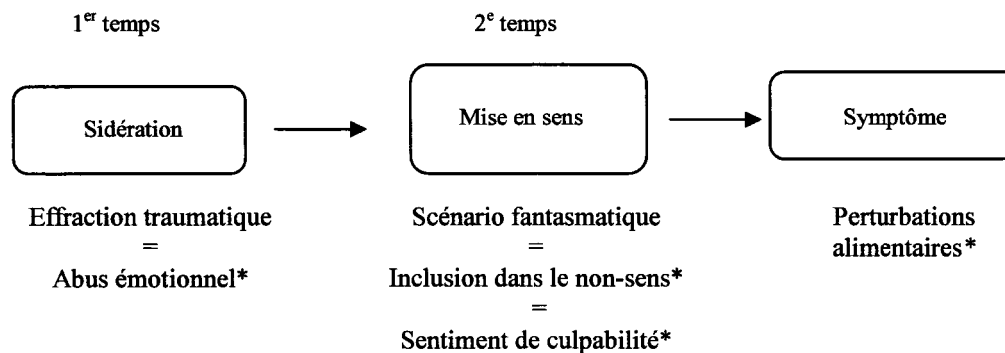 1er temps
2e temps
Sidération
Mise en sens
Symptôme
Effraction traumatique
=
Abus émotionnel*
Scénario fantasmatique
=
Inclusion dans le non-sens*
=
Sentiment de culpabilité*
Perturbations
alimentaires*